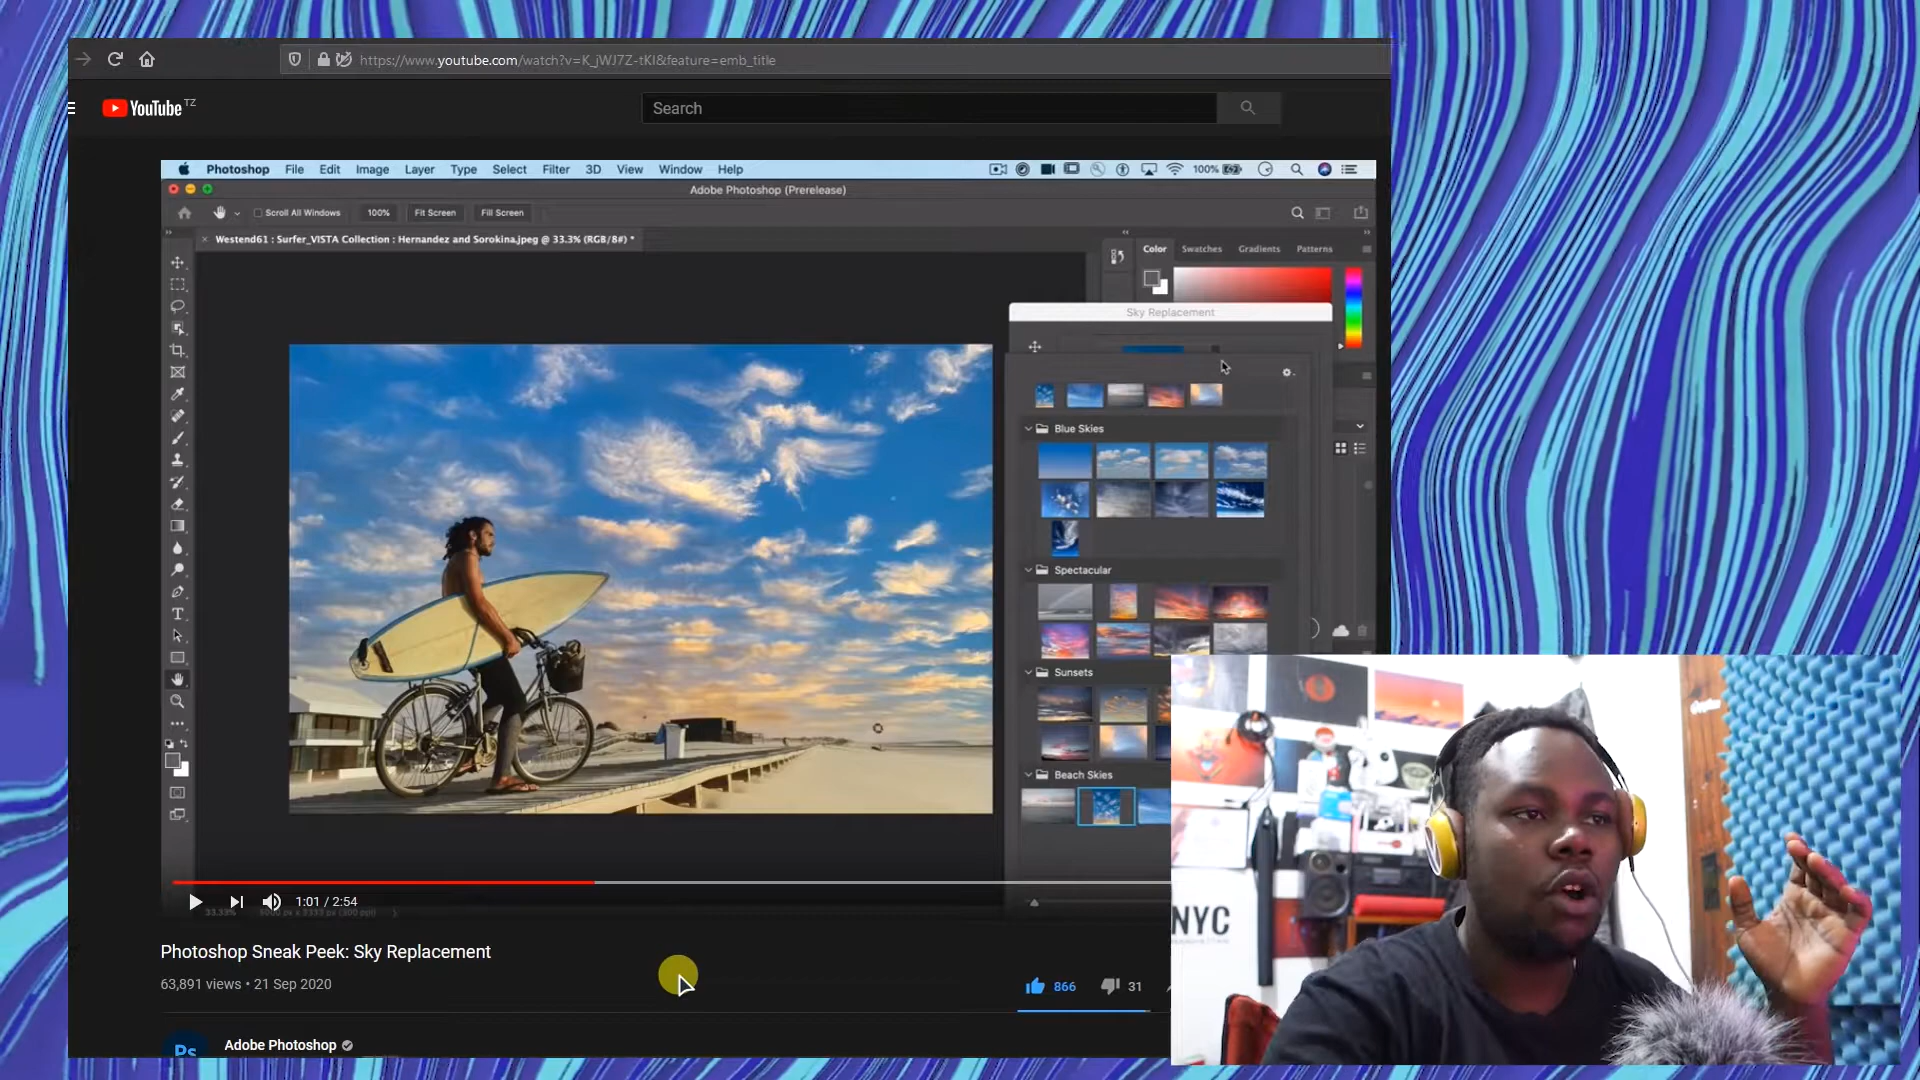 https://www.youtube.com/watch?v=K_jWJ7Z-tKI&feature=emb_title
YouTube TZ
Search
Photoshop File Edit Image Layer Type Select Filter 3D View Window Help 100%
Adobe Photoshop (Prerelease)
Scroll All Windows 100% Fit Screen Fill Screen
Westend61 : Surfer_VISTA Collection : Hernandez and Sorokina.jpeg @ 33.3% (RGB/8#) *
Color Swatches Gradients Patterns
Sky Replacement
Blue Skies
Spectacular
Sunsets
Beach Skies
1:01 / 2:54
33.33%
NYC
Photoshop Sneak Peek: Sky Replacement
63,891 views • 21 Sep 2020
866 31
Ps
Adobe Photoshop